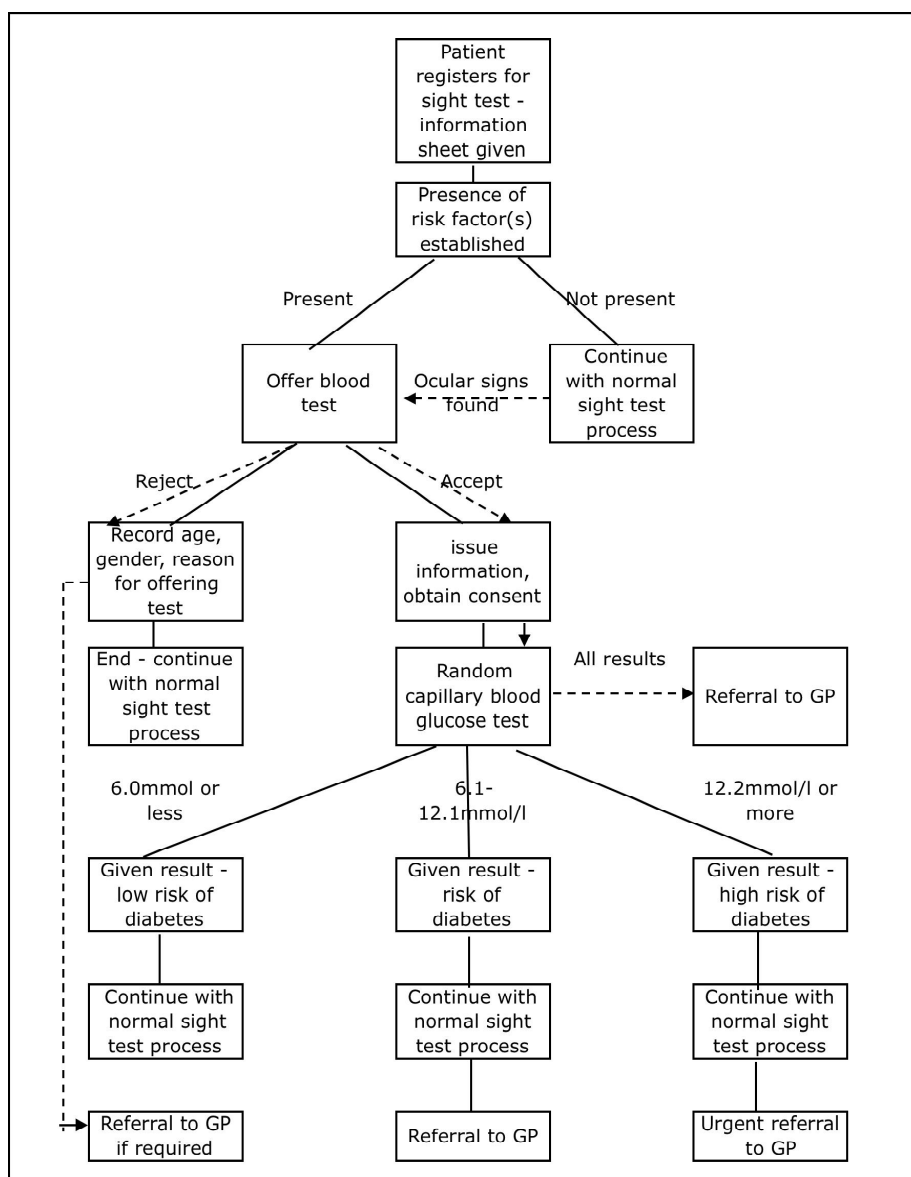 Patient
registers for
sight test -
information
sheet given
Presence of
risk factor(s)
established
Present
Not present
Offer blood
test
Ocular signs
found
Continue
with normal
sight test
process
Reject
Accept
Record age,
gender, reason
for offering
test
issue
information,
obtain consent
End - continue
with normal
sight test
process
Random
capillary blood
glucose test
All results
Referral to GP
6.0mmol or
less
6.1-
12.1mmol/l
12.2mmol/l or
more
Given result -
low risk of
diabetes
Given result -
risk of
diabetes
Given result -
high risk of
diabetes
Continue with
normal sight
test process
Continue with
normal sight
test process
Continue with
normal sight
test process
Referral to GP
if required
Referral to GP
Urgent referral
to GP